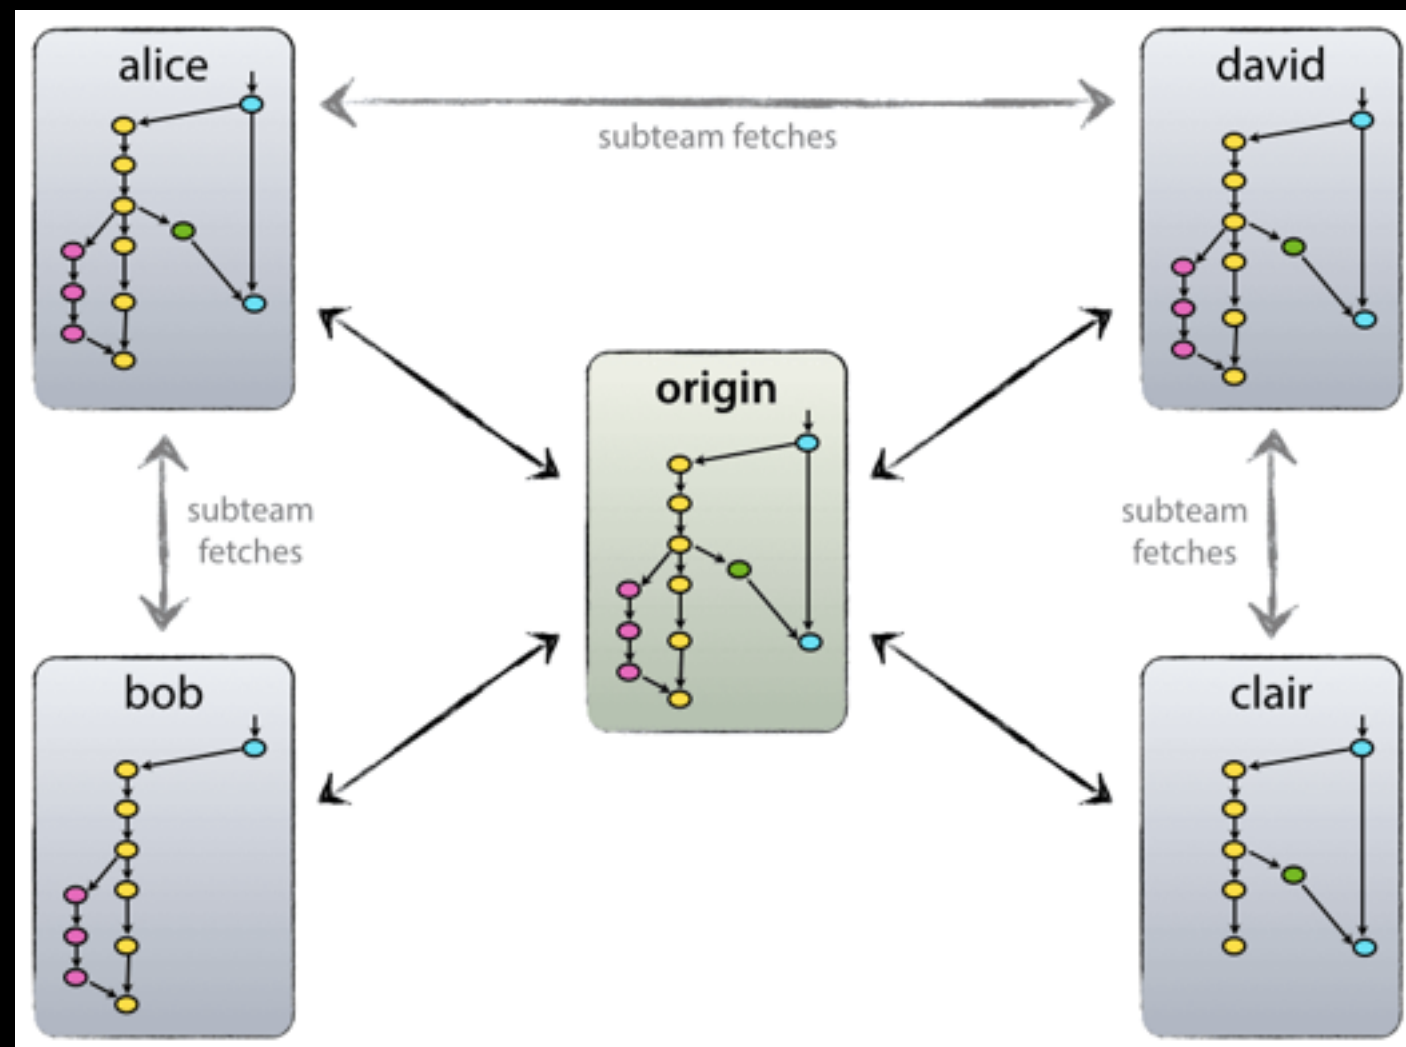 alice
david
subteam fetches
origin
subteam
fetches
subteam
fetches
bob
clair